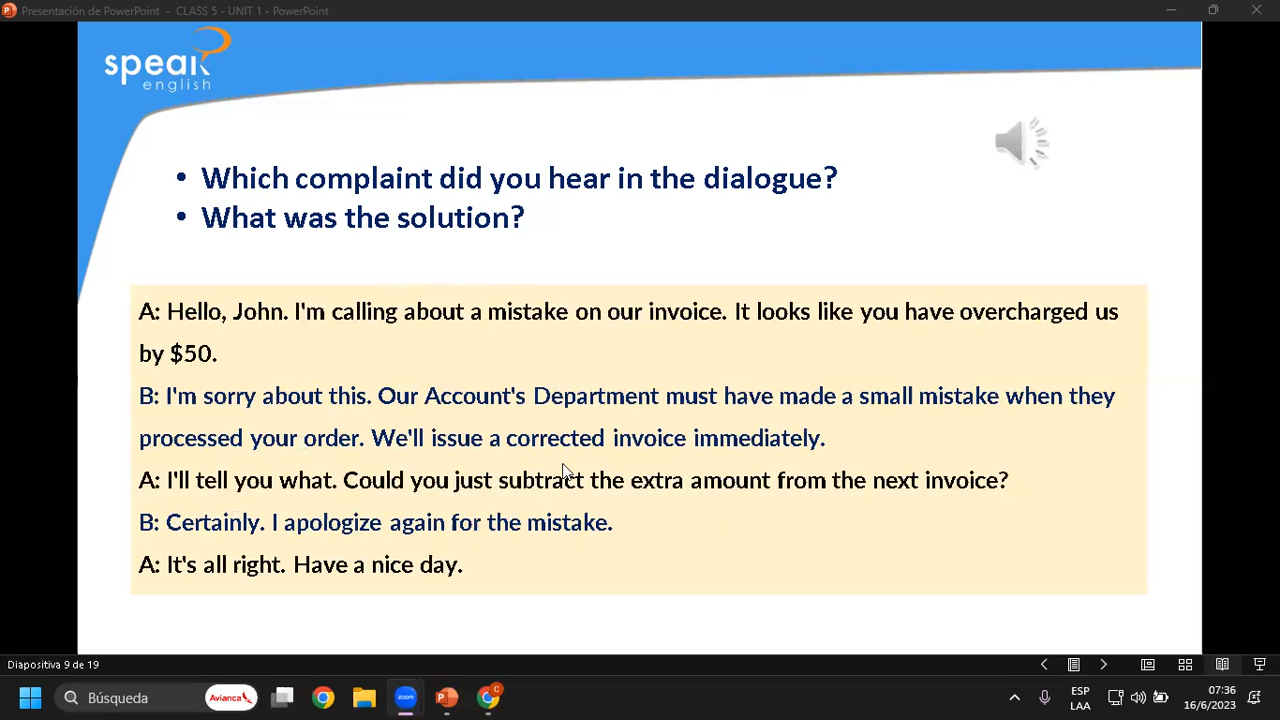 Presentación de PowerPoint - CLASS 5 - UNIT 1 - PowerPoint
speak
english
• Which complaint did you hear in the dialogue?
• What was the solution?
A: Hello, John. I'm calling about a mistake on our invoice. It looks like you have overcharged us
by $50.
B: I'm sorry about this. Our Account's Department must have made a small mistake when they
processed your order. We'll issue a corrected invoice immediately.
A: I'll tell you what. Could you just subtract the extra amount from the next invoice?
B: Certainly. I apologize again for the mistake.
A: It's all right. Have a nice day.
Diapositiva 9 de 19
Búsqueda
Avianca
zoom
C
ESP
LAA
07:36
16/6/2023